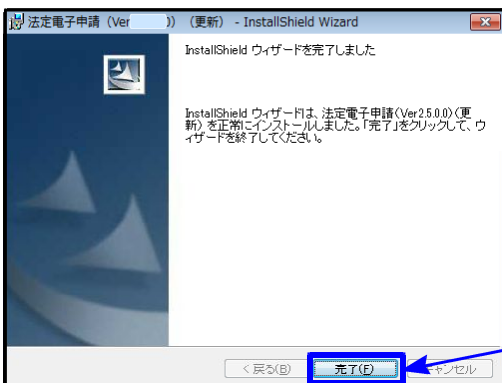 法定電子申請（Ver 0)）（更新） - InstallShield Wizard
InstallShield ウィザードを完了しました
InstallShield ウィザードは、法定電子申請(Ver2.5.0.0)(更
新) を正常にインストールしました。「完了」をクリックして、ウ
ィザードを終了してください。
< 戻る(B)
完了(F)
キャンセル